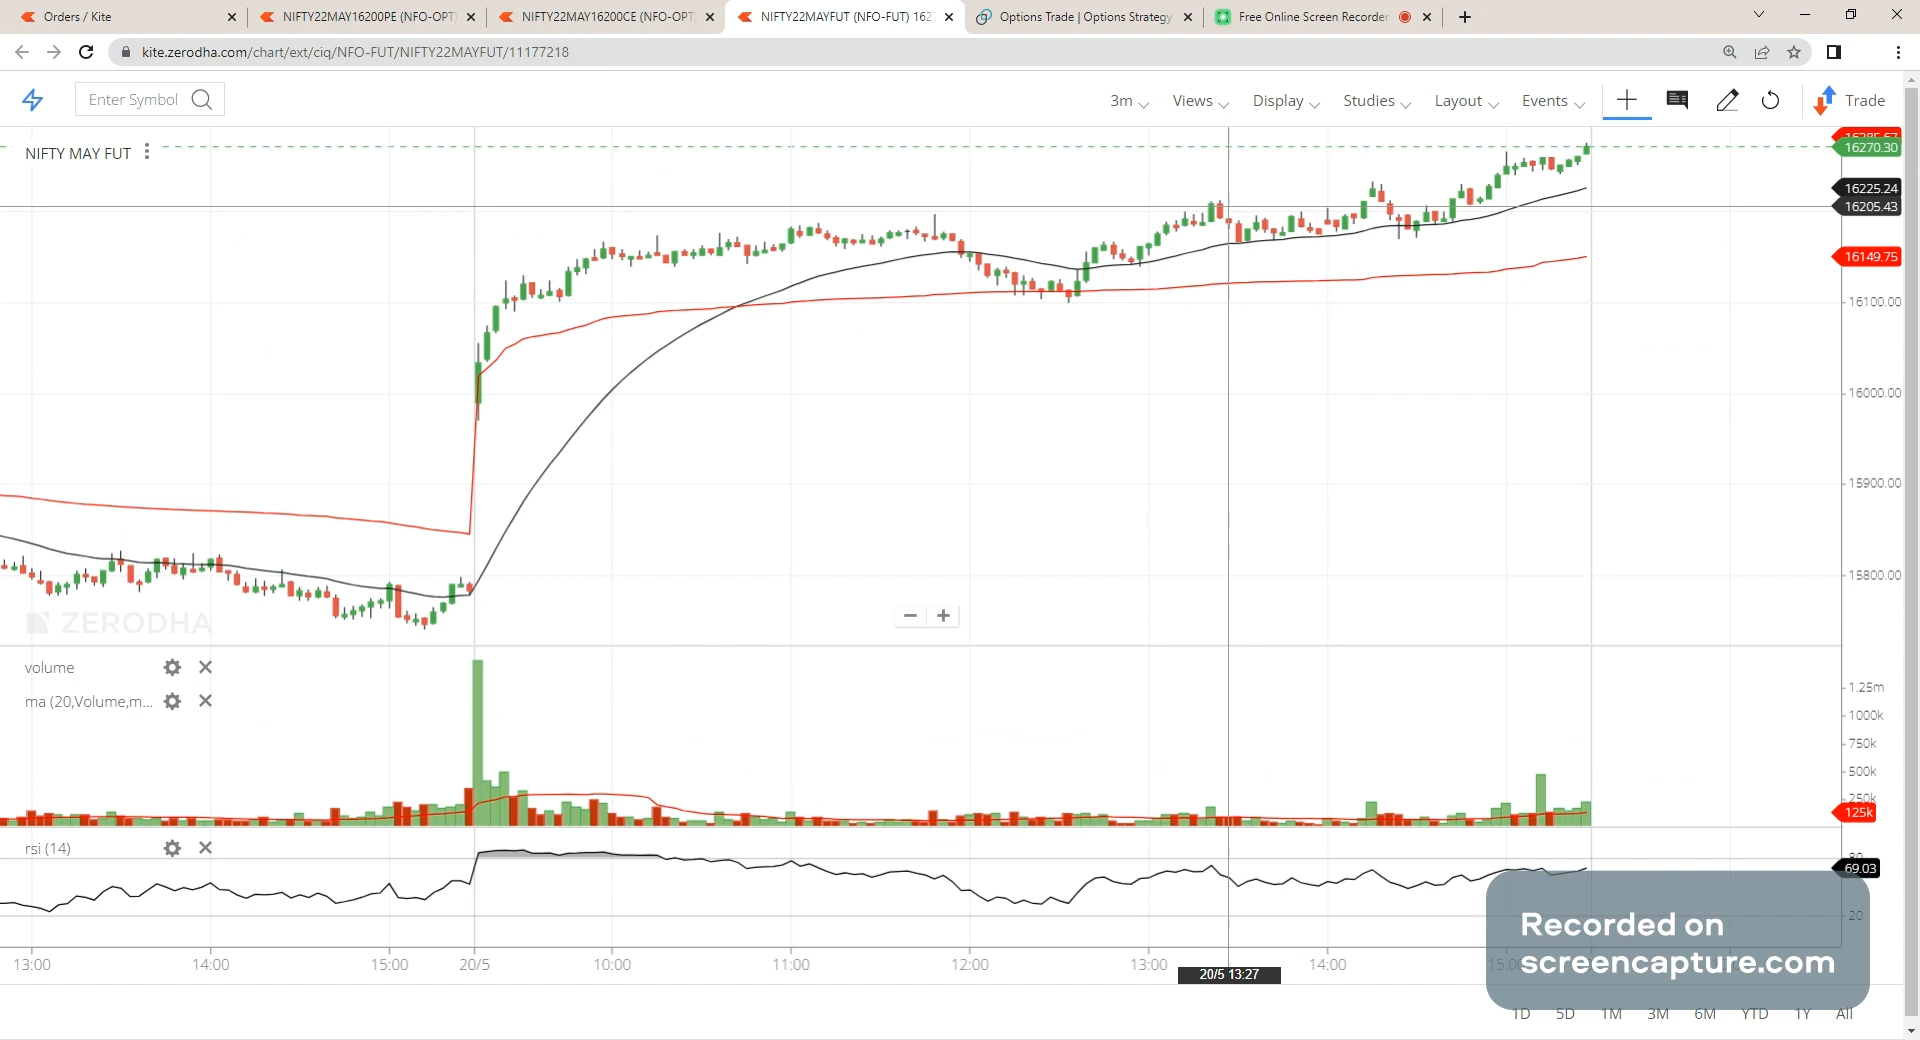 Orders / Kite
NIFTY22MAY16200PE (NFO-OPT)
NIFTY22MAY16200CE (NFO-OPT)
NIFTY22MAYFUT (NFO-FUT) 162
Options Trade | Options Strategy
Free Online Screen Recorder
kite.zerodha.com/chart/ext/ciq/NFO-FUT/NIFTY22MAYFUT/11177218
Enter Symbol
3m
Views
Display
Studies
Layout
Events
Trade
NIFTY MAY FUT
16270.30
16225.24
16205.43
16149.75
16100.00
16000.00
15900.00
15800.00
ZERODHA
volume
ma (20,Volume,m...
1.25m
1000k
750k
500k
250k
125k
rsi (14)
80
69.03
20
Recorded on
screencapture.com
13:00
14:00
15:00
20/5
10:00
11:00
12:00
13:00
20/5 13:27
14:00
15:00
1D
5D
1M
3M
6M
YTD
1Y
All